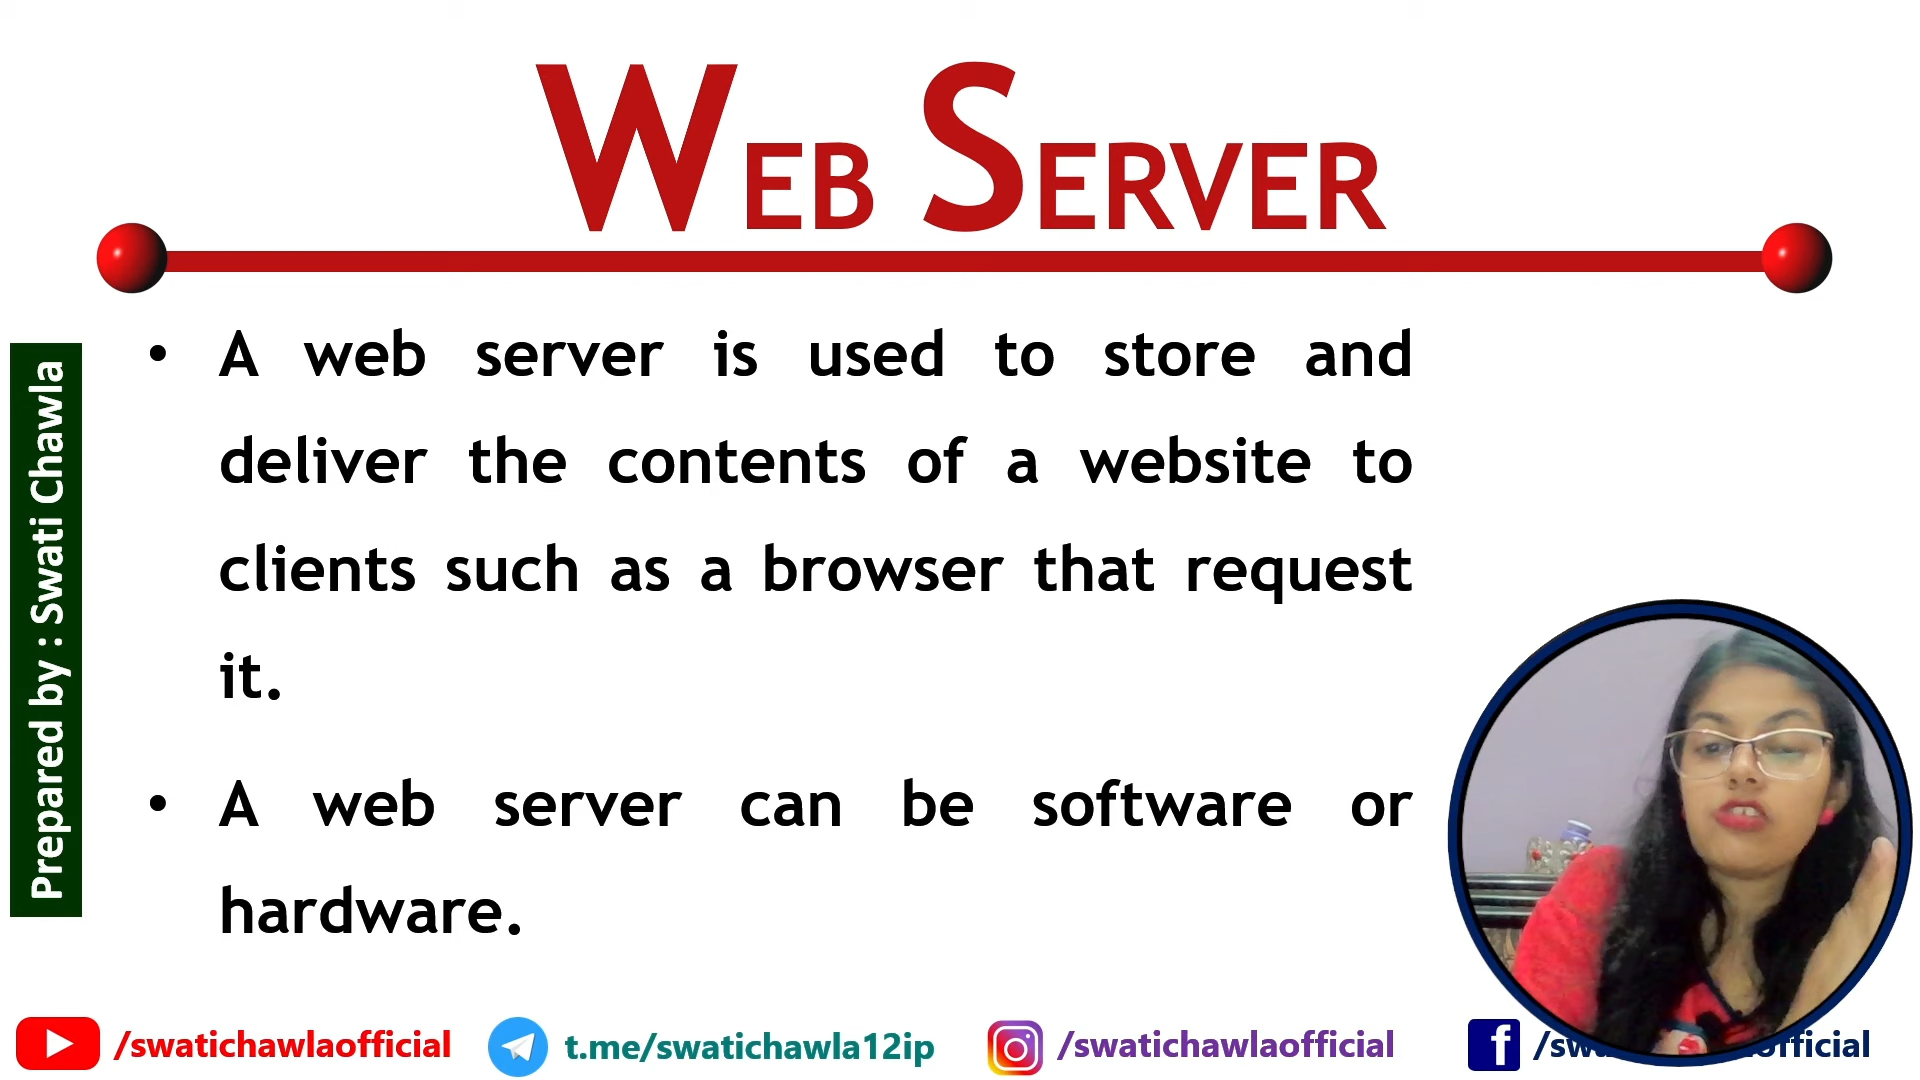 WEB SERVER
• A web server is used to store and
deliver the contents of a website to
clients such as a browser that request
it.
• A web server can be software or
hardware.
Prepared by : Swati Chawla
/swatichawlaofficial
t.me/swatichawla12ip
/swatichawlaofficial